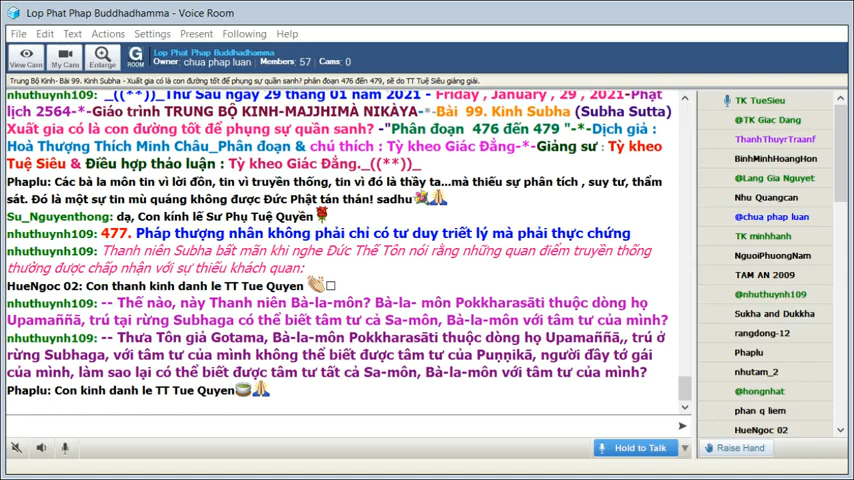 Lop Phat Phap Buddhadhamma - Voice Room
File Edit Text Actions Settings Present Following Help
View Cam
My Cam
Enlarge
G
ROOM
Lop Phat Phap Buddhadhamma
Owner: chua phap luan : Members: 57 Cams: 0
Trung Bộ Kinh- Bài 99. Kinh Subha - Xuất gia có là con đường tốt để phụng sự quần sanh? phân đoạn 476 đến 479, sẽ do TT Tuệ Siêu giảng giải.
nhuthuynh109: _((**))_Thứ Sáu ngày 29 tháng 01 năm 2021 - Friday , January , 29 , 2021-Phật
lịch 2564-*-Giáo trình TRUNG BỘ KINH-MAJJHIMÀ NIKÀYA-*-Bài 99. Kinh Subha (Subha Sutta)
Xuất gia có là con đường tốt để phụng sự quần sanh? -"Phân đoạn 476 đến 479 "-*-Dịch giả :
Hoà Thượng Thích Minh Châu_Phân đoạn & chú thích : Tỳ kheo Giác Đẳng-*-Giảng sư : Tỳ kheo
Tuệ Siêu & Điều hợp thảo luận : Tỳ kheo Giác Đẳng._((**))_
Phaplu: Các bà la môn tin vì lời đồn, tin vì truyền thống, tin vì đó là thầy ta...mà thiếu sự phân tích , suy tư, thẩm
sát. Đó là một sự tin mù quáng không được Đức Phật tán thán! sadhu
Su_Nguyenthong: dạ, Con kính lễ Sư Phụ Tuệ Quyền
nhuthuynh109: 477. Pháp thượng nhân không phải chỉ có tư duy triết lý mà phải thực chứng
nhuthuynh109: Thanh niên Subha bất mãn khi nghe Đức Thế Tôn nói rằng những quan điểm truyền thống
thường được chấp nhận với sự thiếu khách quan:
HueNgoc 02: Con thanh kinh danh le TT Tue Quyen
nhuthuynh109: -- Thế nào, này Thanh niên Bà-la-môn? Bà-la- môn Pokkharasāti thuộc dòng họ
Upamaññā, trú tại rừng Subhaga có thể biết tâm tư cả Sa-môn, Bà-la-môn với tâm tư của mình?
nhuthuynh109: -- Thưa Tôn giả Gotama, Bà-la-môn Pokkharasāti thuộc dòng họ Upamaññā,, trú ở
rừng Subhaga, với tâm tư của mình không thể biết được tâm tư của Puṇṇikā, người đầy tớ gái
của mình, làm sao lại có thể biết được tâm tư tất cả Sa-môn, Bà-la-môn với tâm tư của mình?
Phaplu: Con kinh danh le TT Tue Quyen
TK TueSieu
@TK Giac Dang
ThanhThuyrTraanf
BinhMinhHoangHon
@Lang Gia Nguyet
Nhu Quangcan
@chua phap luan
TK minhhanh
NguoiPhuongNam
TAM AN 2009
@nhuthuynh109
Sukha and Dukkha
rangdong-12
Phaplu
nhutam_2
@hongnhat
phan q liem
HueNgoc 02
Hold to Talk
Raise Hand